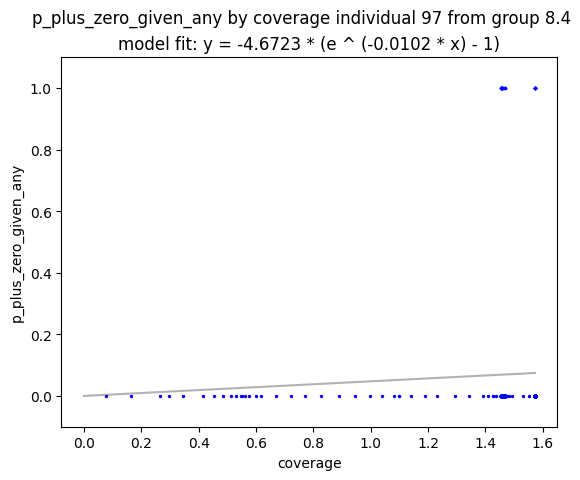 p_plus_zero_given_any by coverage individual 97 from group 8.4
model fit: y = -4.6723 * (e ^ (-0.0102 * x) - 1)
1.0
0.8
0.6
0.4
0.2
0.0
p_plus_zero_given_any
0.0 0.2 0.4 0.6 0.8 1.0 1.2 1.4 1.6
coverage